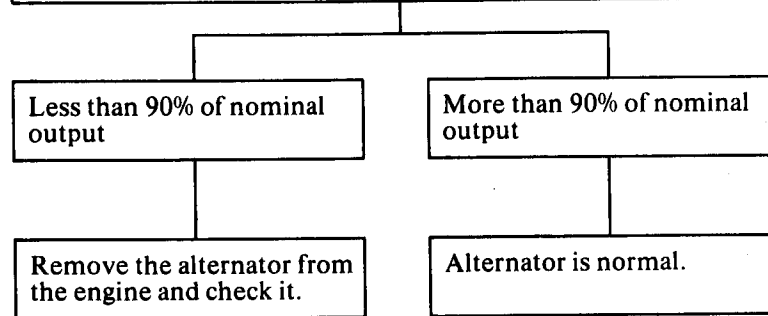 Less than 90% of nominal
output
More than 90% of nominal
output
Remove the alternator from
the engine and check it.
Alternator is normal.